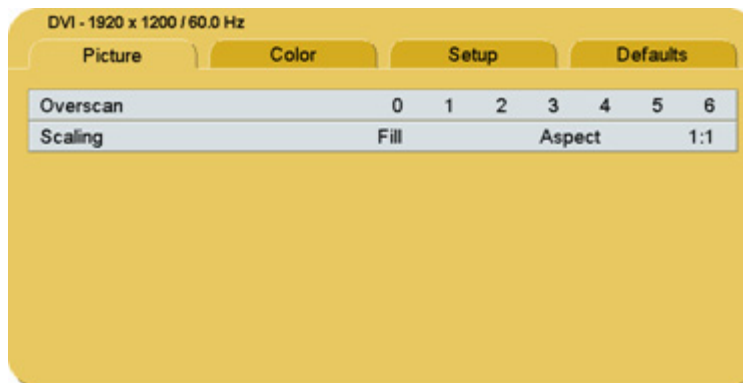 DVI - 1920 x 1200 / 60.0 Hz
Picture Color Setup Defaults
Overscan 0 1 2 3 4 5 6
Scaling Fill Aspect 1:1